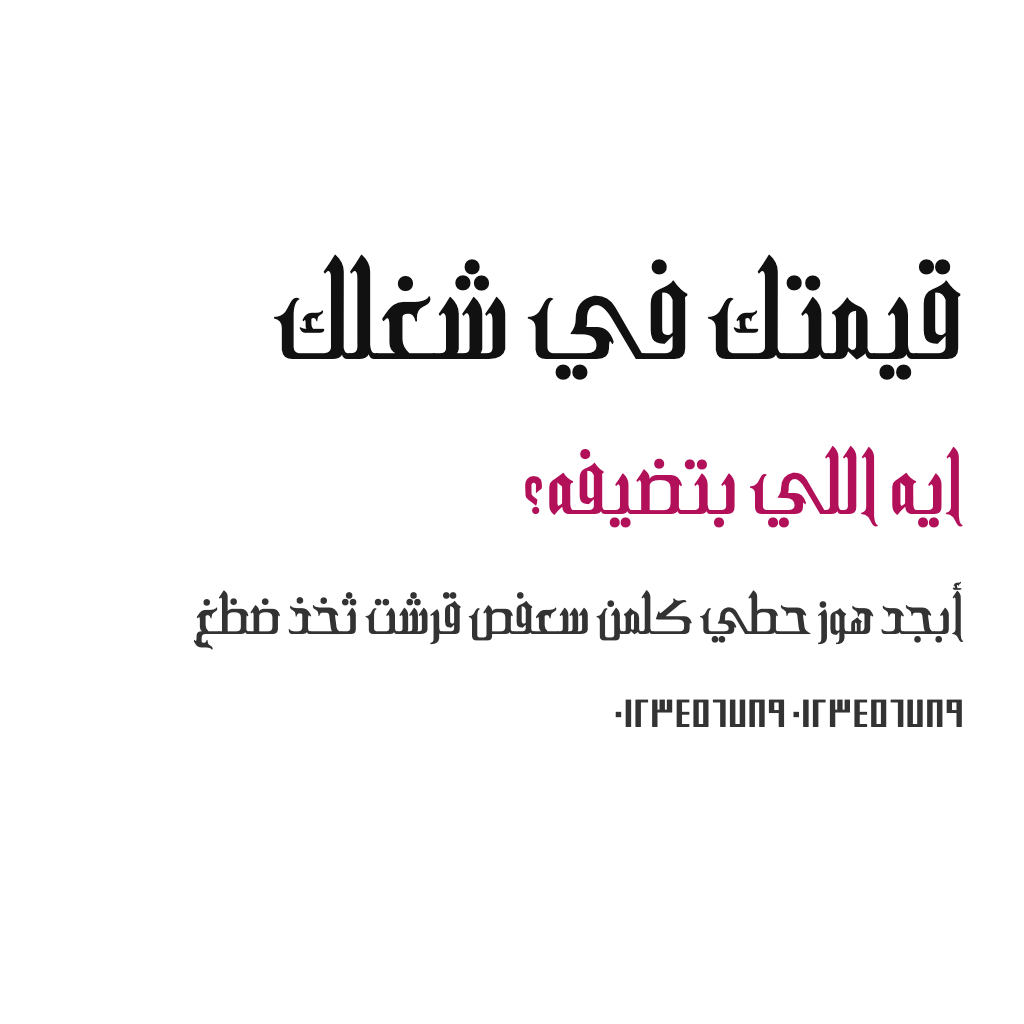 قيمتك في شغلك
ايه اللي بتضيفه؟
أبجد هوز حطي كلمن سعفص قرشت ثخذ ضظغ
٠١٢٣٤٥٦٧٨٩ ٠١٢٣٤٥٦٧٨٩